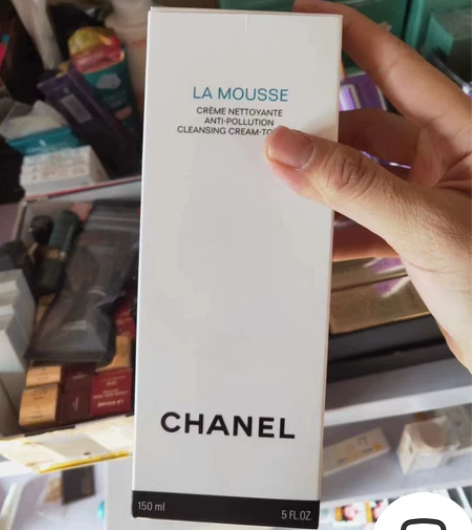 LA MOUSSE
CRÈME NETTOYANTE
ANTI-POLLUTION
CLEANSING CREAM-TO
CHANEL
150 ml 5 FL.OZ